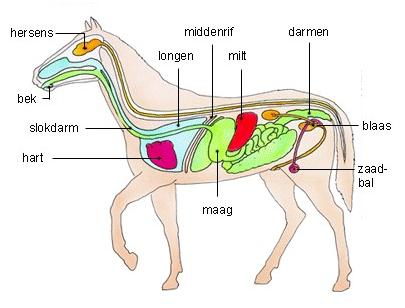 hersens
middenrif
darmen
longen
milt
bek
slokdarm
blaas
hart
zaad-
bal
maag